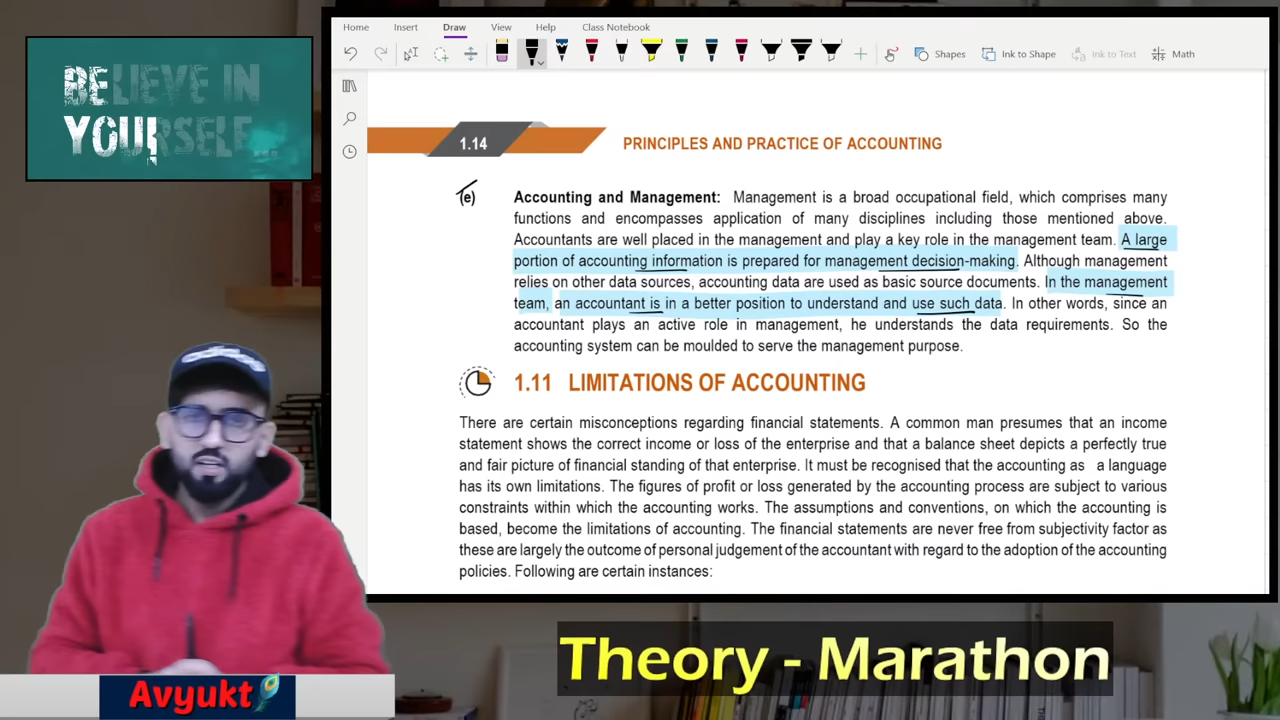 BELIEVE IN
YOURSELF...
Home Insert Draw View Help Class Notebook
Shapes Ink to Shape Ink to Text Math
1.14 PRINCIPLES AND PRACTICE OF ACCOUNTING
(e) Accounting and Management: Management is a broad occupational field, which comprises many
functions and encompasses application of many disciplines including those mentioned above.
Accountants are well placed in the management and play a key role in the management team. A large
portion of accounting information is prepared for management decision-making. Although management
relies on other data sources, accounting data are used as basic source documents. In the management
team, an accountant is in a better position to understand and use such data. In other words, since an
accountant plays an active role in management, he understands the data requirements. So the
accounting system can be moulded to serve the management purpose.
1.11 LIMITATIONS OF ACCOUNTING
There are certain misconceptions regarding financial statements. A common man presumes that an income
statement shows the correct income or loss of the enterprise and that a balance sheet depicts a perfectly true
and fair picture of financial standing of that enterprise. It must be recognised that the accounting as a language
has its own limitations. The figures of profit or loss generated by the accounting process are subject to various
constraints within which the accounting works. The assumptions and conventions, on which the accounting is
based, become the limitations of accounting. The financial statements are never free from subjectivity factor as
these are largely the outcome of personal judgement of the accountant with regard to the adoption of the accounting
policies. Following are certain instances:
Theory - Marathon
Avyukt